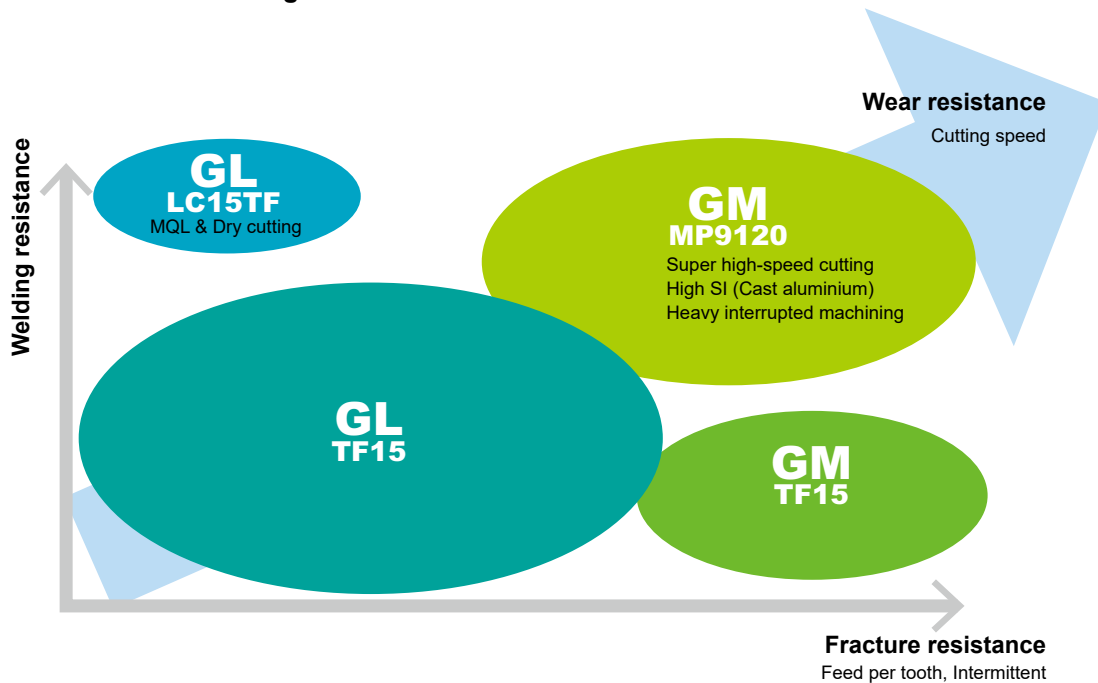 Wear resistance
Cutting speed
Welding resistance
GL
LC15TF
MQL & Dry cutting
GM
MP9120
Super high-speed cutting
High SI (Cast aluminium)
Heavy interrupted machining
GL
TF15
GM
TF15
Fracture resistance
Feed per tooth, Intermittent